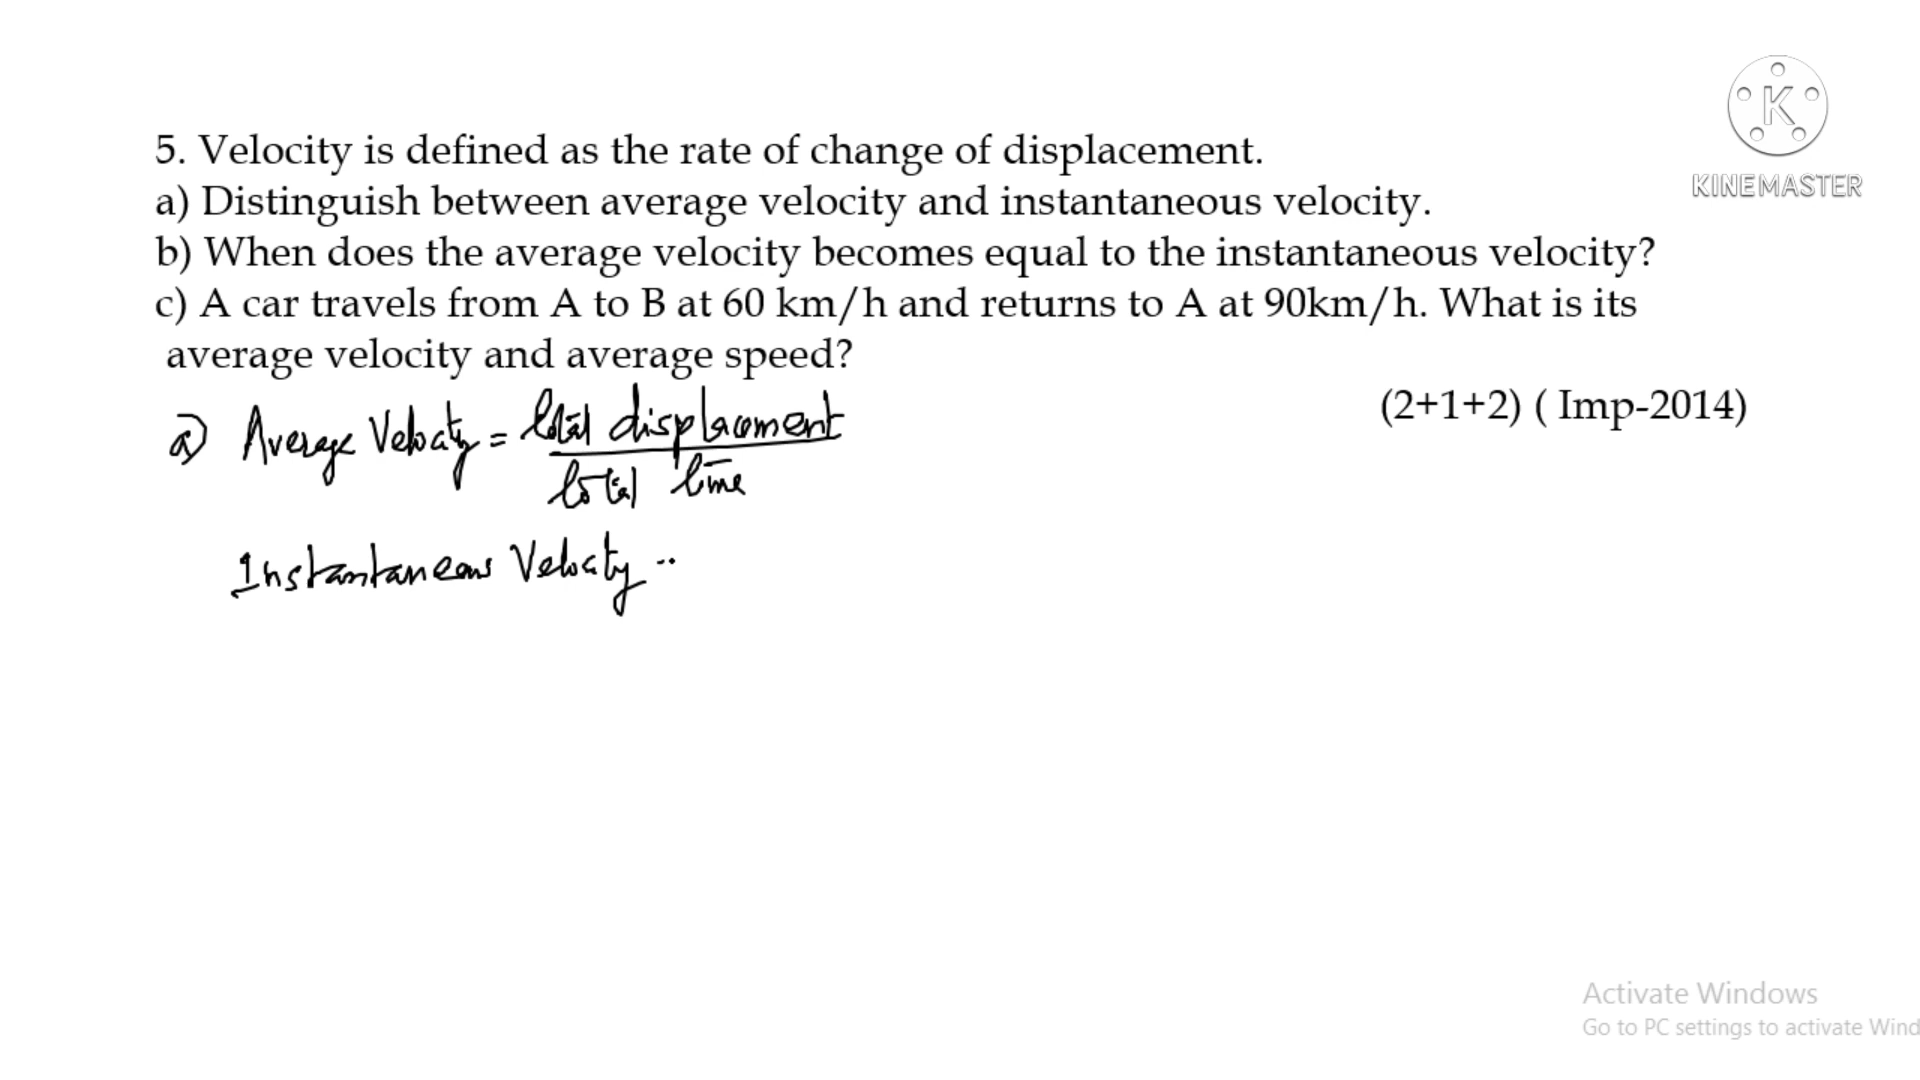 KINEMASTER
5. Velocity is defined as the rate of change of displacement.
a) Distinguish between average velocity and instantaneous velocity.
b) When does the average velocity becomes equal to the instantaneous velocity?
c) A car travels from A to B at 60 km/h and returns to A at 90km/h. What is its
average velocity and average speed?
(2+1+2) ( Imp-2014)
a) Average Velocity = total displacement
total time
Instantaneous Velocity ..
Activate Windows
Go to PC settings to activate Wind